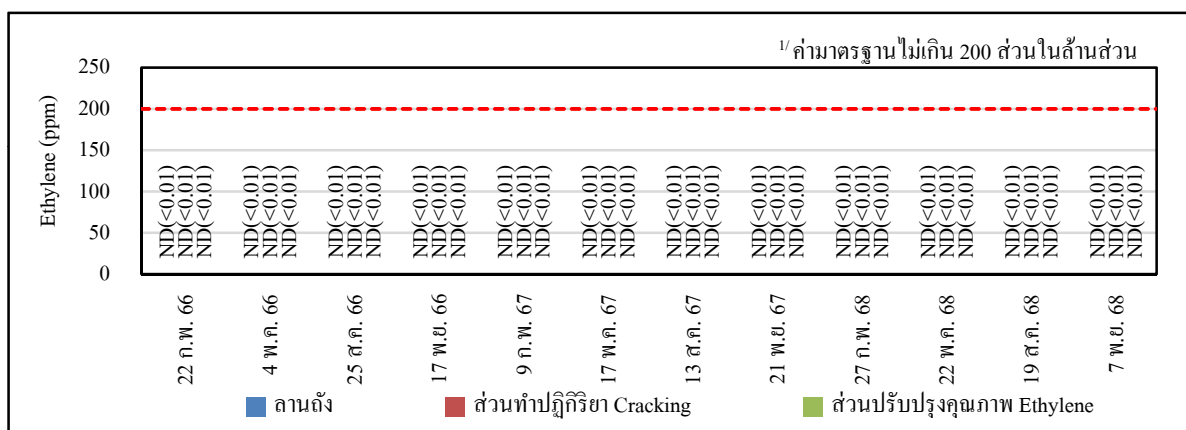 1/ ค่ามาตรฐานไม่เกิน 200 ส่วนในล้านส่วน
Ethylene (ppm)
250
200
150
100
50
0
ND(<0.01) ND(<0.01) ND(<0.01)
ND(<0.01) ND(<0.01) ND(<0.01)
ND(<0.01) ND(<0.01) ND(<0.01)
ND(<0.01) ND(<0.01) ND(<0.01)
ND(<0.01) ND(<0.01) ND(<0.01)
ND(<0.01) ND(<0.01) ND(<0.01)
ND(<0.01) ND(<0.01) ND(<0.01)
ND(<0.01) ND(<0.01) ND(<0.01)
ND(<0.01) ND(<0.01) ND(<0.01)
ND(<0.01) ND(<0.01) ND(<0.01)
ND(<0.01) ND(<0.01) ND(<0.01)
ND(<0.01) ND(<0.01) ND(<0.01)
22 ก.พ. 66
4 พ.ค. 66
25 ส.ค. 66
17 พ.ย. 66
9 ก.พ. 67
17 พ.ค. 67
13 ส.ค. 67
21 พ.ย. 67
27 ก.พ. 68
22 พ.ค. 68
19 ส.ค. 68
7 พ.ย. 68
ลานถัง
ส่วนทำปฏิกิริยา Cracking
ส่วนปรับปรุงคุณภาพ Ethylene